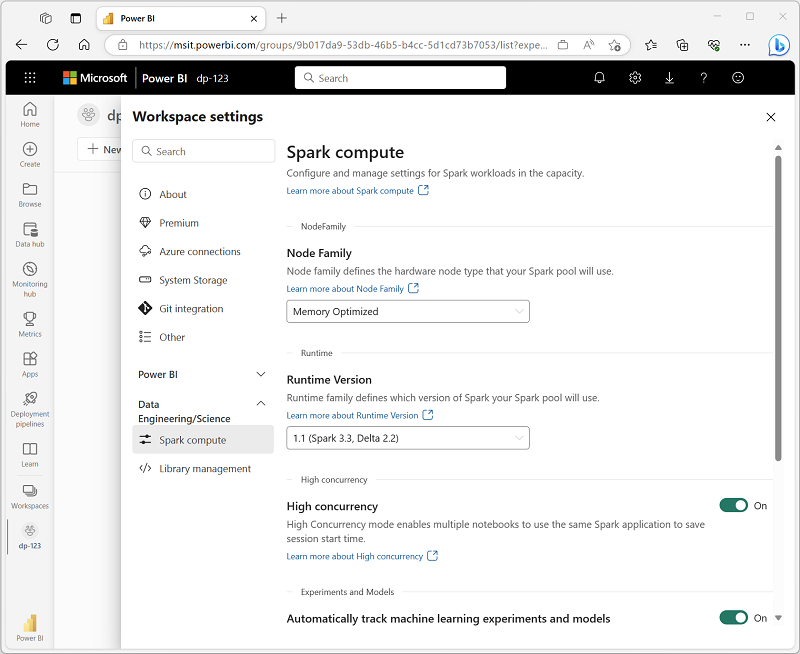 Power BI
https://msit.powerbi.com/groups/9b017da9-53db-46b5-b4cc-5d1cd73b7053/list?expe...
Microsoft
Power BI
dp-123
Search
Home
Create
Browse
Data hub
Monitoring
hub
Metrics
Apps
Deployment
pipelines
Learn
Workspaces
dp-123
Power BI
dp
New
Workspace settings
Search
About
Premium
Azure connections
System Storage
Git integration
Other
Power BI
Data
Engineering/Science
Spark compute
Library management
Spark compute
Configure and manage settings for Spark workloads in the capacity.
Learn more about Spark compute
NodeFamily
Node Family
Node family defines the hardware node type that your Spark pool will use.
Learn more about Node Family
Memory Optimized
Runtime
Runtime Version
Runtime family defines which version of Spark your Spark pool will use.
Learn more about Runtime Version
1.1 (Spark 3.3, Delta 2.2)
High concurrency
High concurrency
On
High Concurrency mode enables multiple notebooks to use the same Spark application to save
session start time.
Learn more about High concurrency
Experiments and Models
Automatically track machine learning experiments and models
On